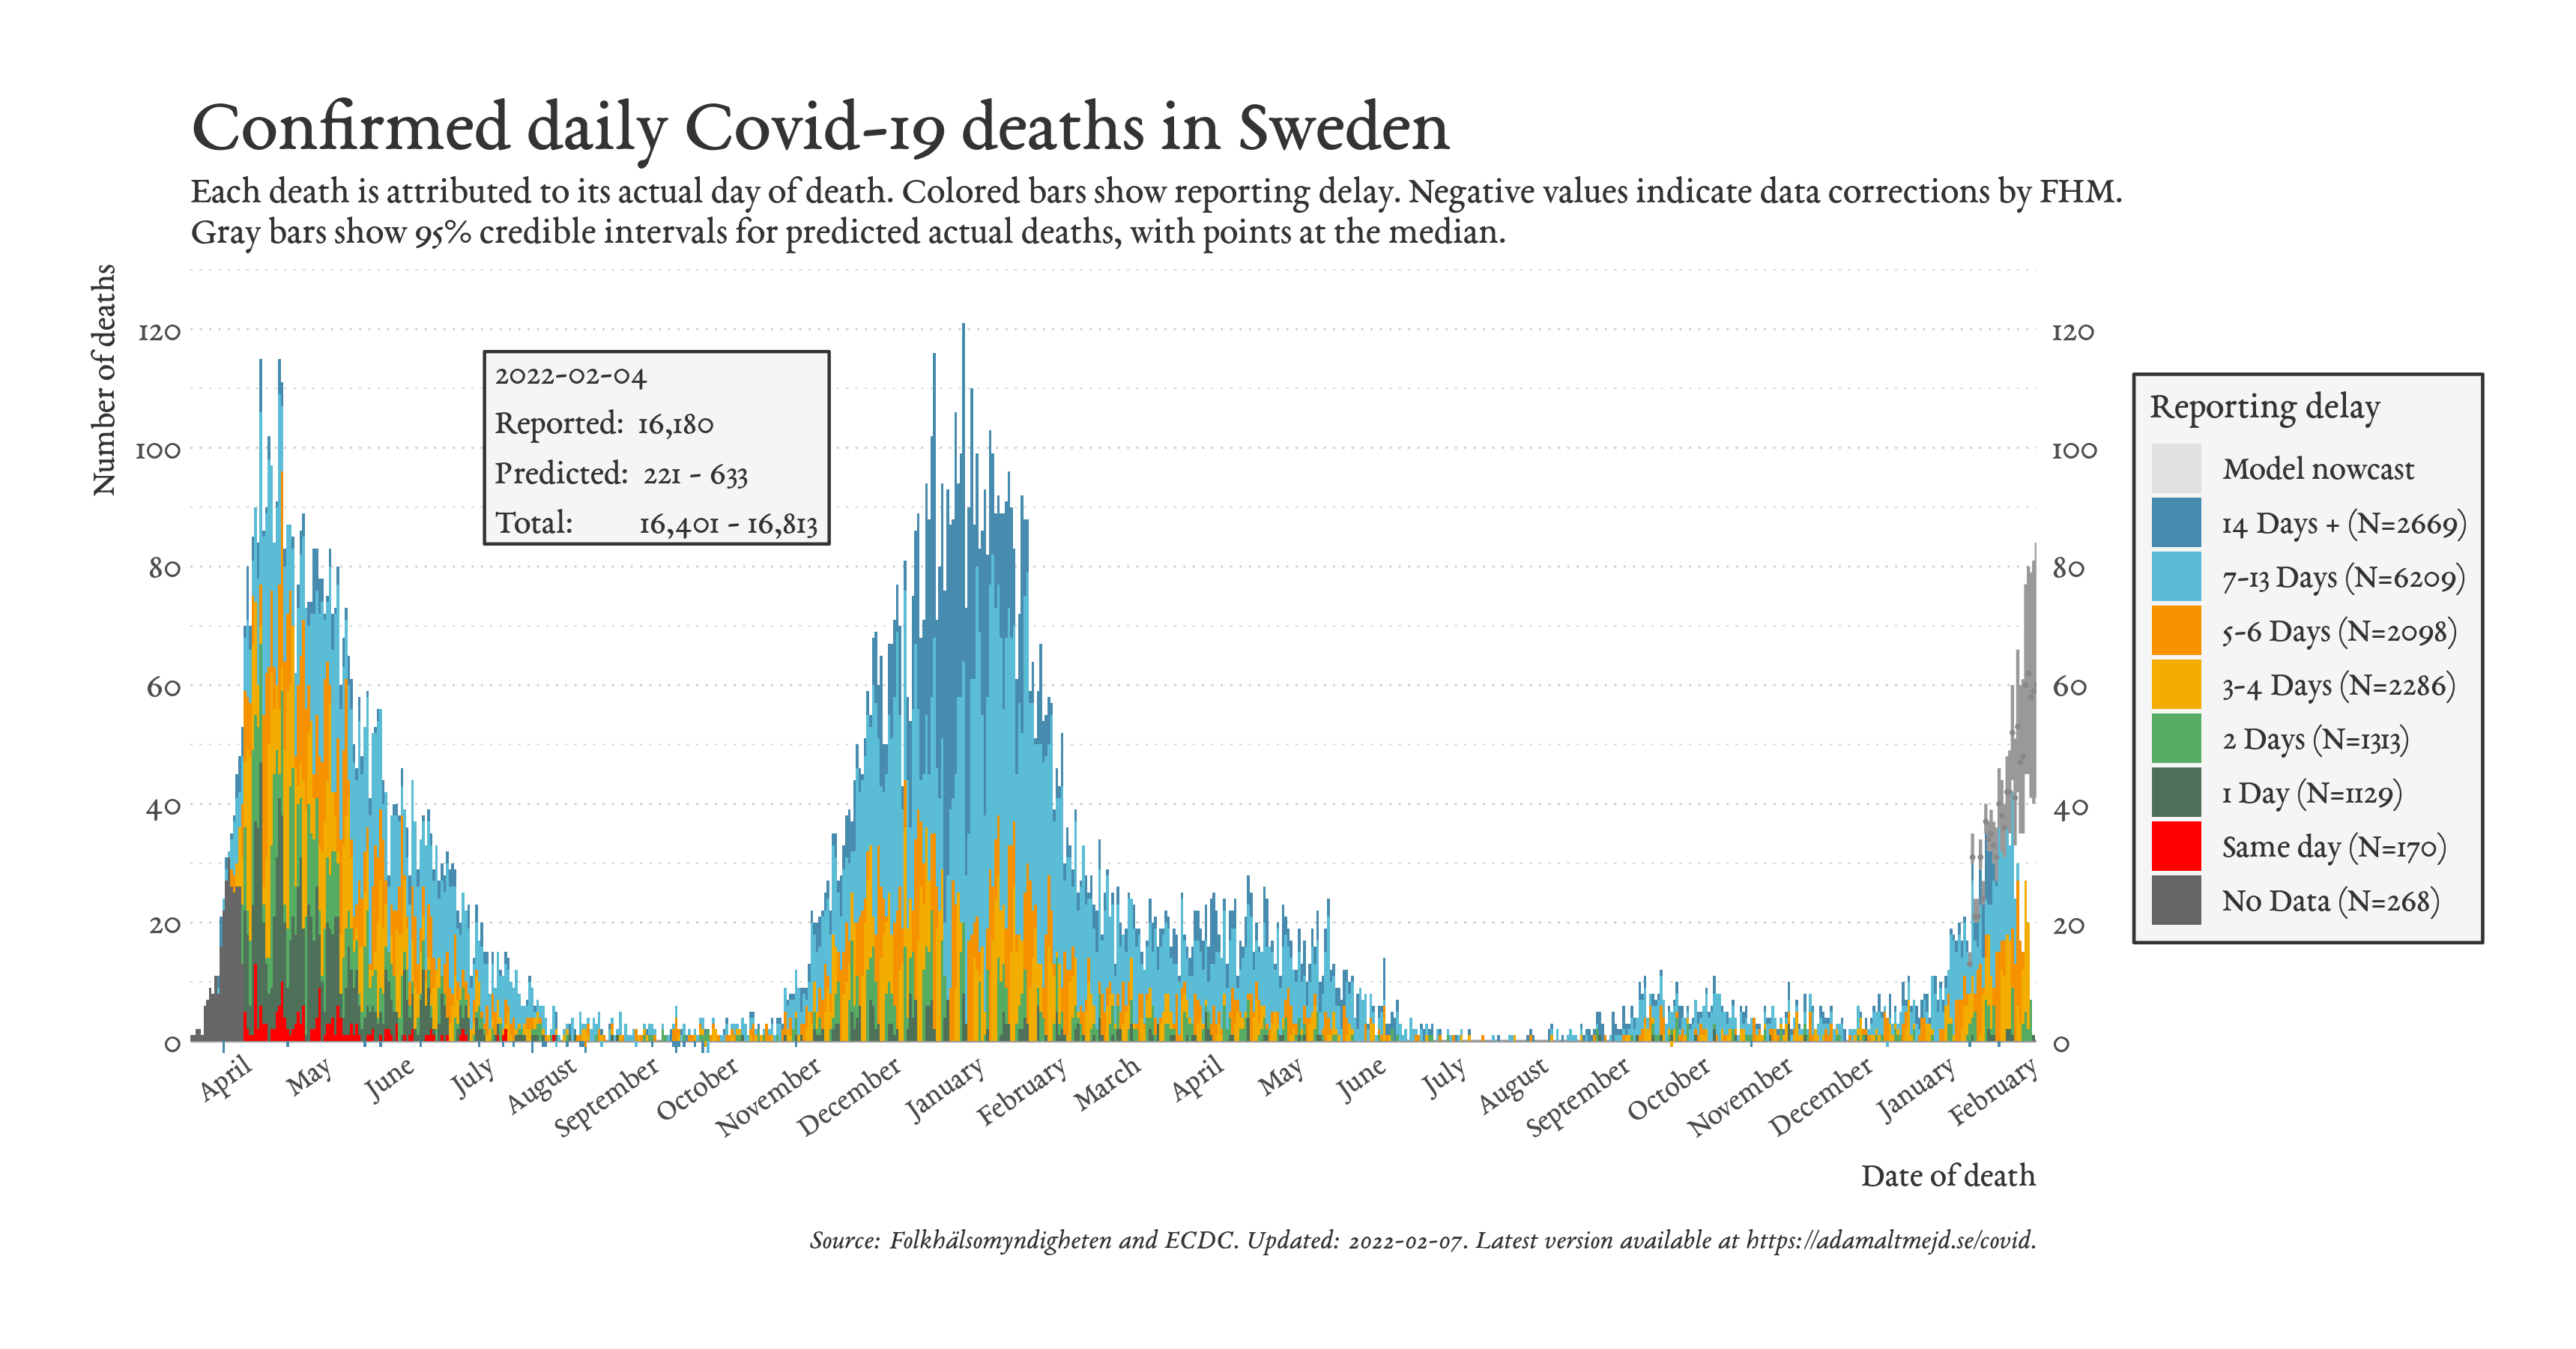 Confirmed daily Covid-19 deaths in Sweden
Each death is attributed to its actual day of death. Colored bars show reporting delay. Negative values indicate data corrections by FHM.
Gray bars show 95% credible intervals for predicted actual deaths, with points at the median.
Number of deaths
120
100
80
60
40
20
0
2022-02-04
Reported: 16,180
Predicted: 221 - 633
Total: 16,401 - 16,813
120
100
80
60
40
20
0
Reporting delay
Model nowcast
14 Days + (N=2669)
7-13 Days (N=6209)
5-6 Days (N=2098)
3-4 Days (N=2286)
2 Days (N=1313)
1 Day (N=1129)
Same day (N=170)
No Data (N=268)
April May June July August September October November December January February March April May June July August September October November December January February
Date of death
Source: Folkhälsomyndigheten and ECDC. Updated: 2022-02-07. Latest version available at https://adamaltmejd.se/covid.